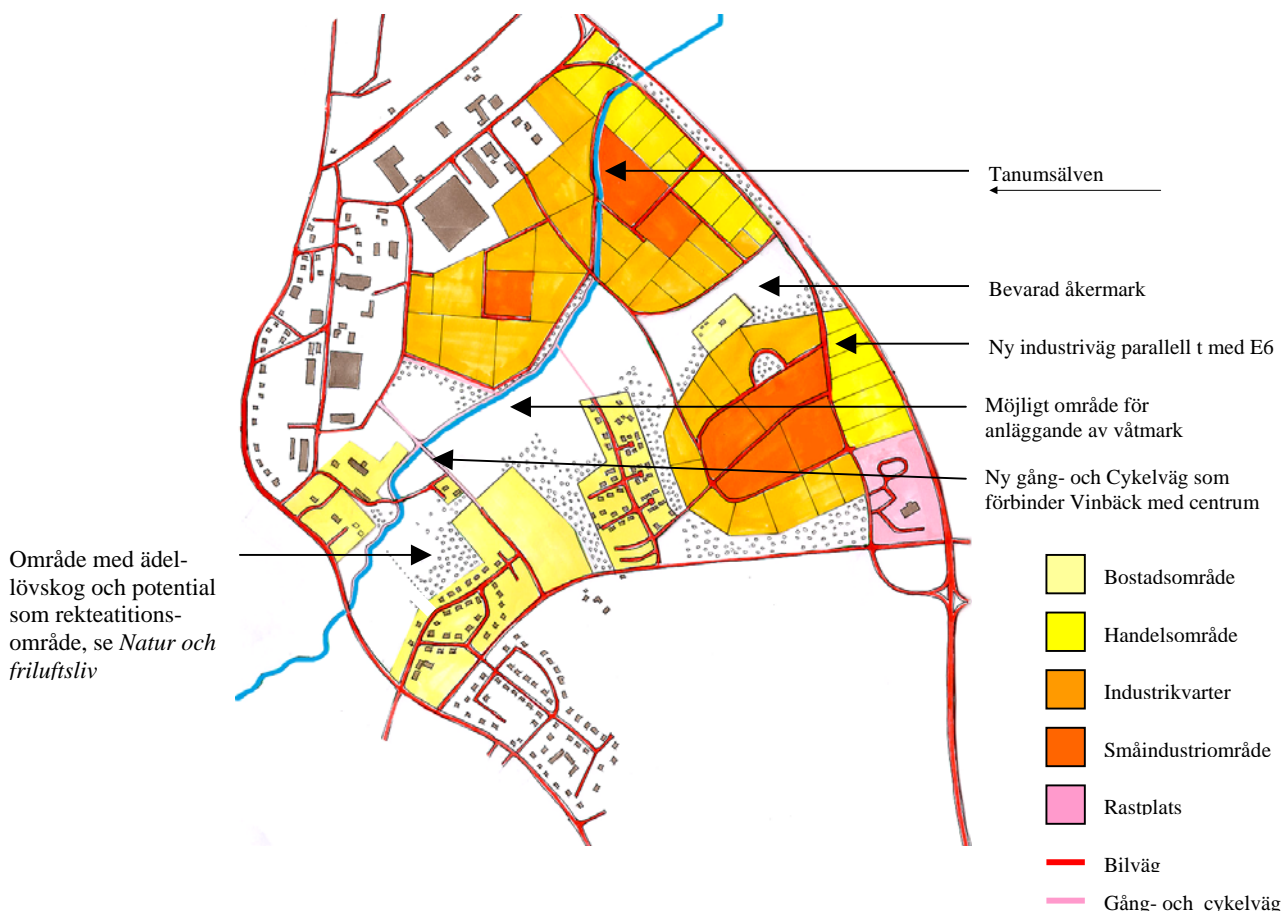 Tanumsälven
Bevarad åkermark
Ny industriväg parallell t med E6
Möjligt område för
anläggande av våtmark
Ny gång- och Cykelväg som
förbinder Vinbäck med centrum
Område med ädel-
lövskog och potential
som rekteatitions-
område, se Natur och
friluftsliv
Bostadsområde
Handelsområde
Industrikvarter
Småindustriområde
Rastplats
Bilväg
Gång- och cykelväg